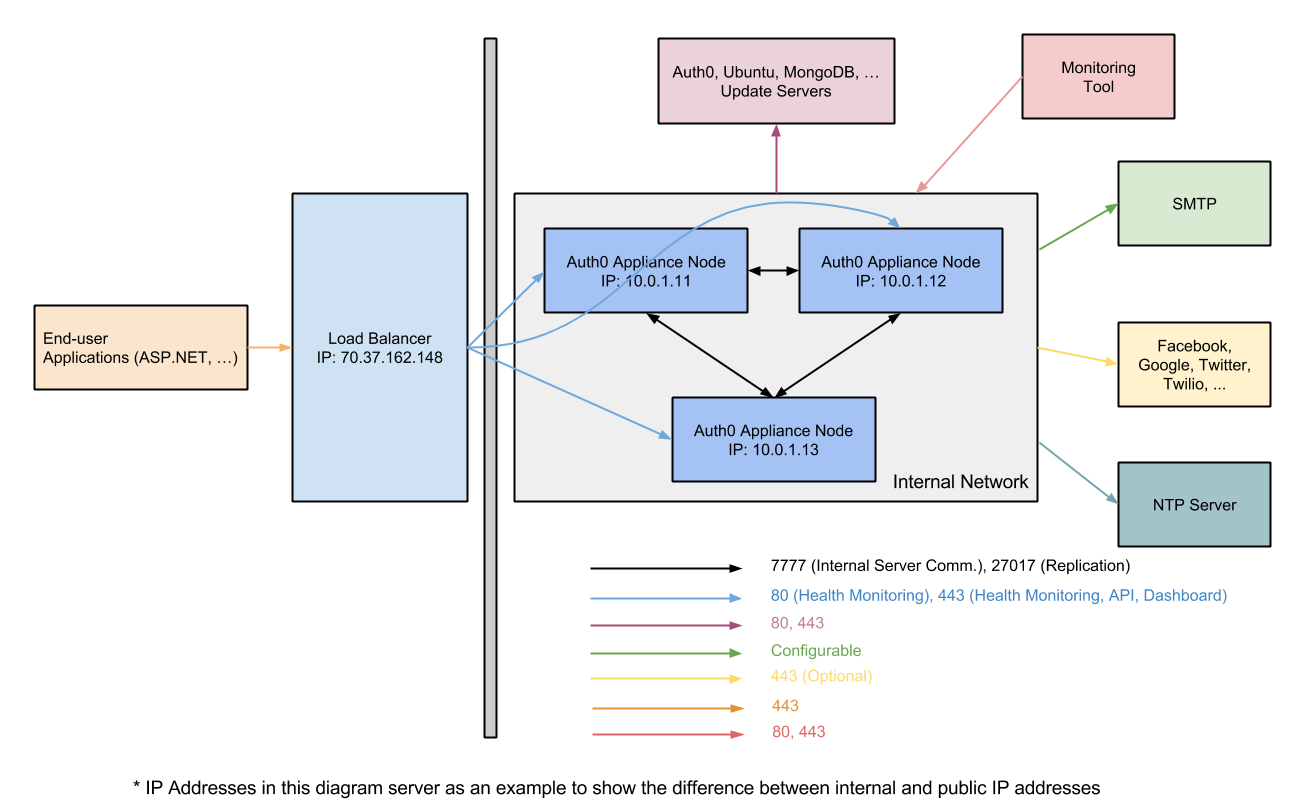 Auth0, Ubuntu, MongoDB, …
Update Servers
Monitoring
Tool
SMTP
Auth0 Appliance Node
IP: 10.0.1.11
Auth0 Appliance Node
IP: 10.0.1.12
End-user
Applications (ASP.NET, …)
Load Balancer
IP: 70.37.162.148
Facebook,
Google, Twitter,
Twilio, ...
Auth0 Appliance Node
IP: 10.0.1.13
Internal Network
NTP Server
7777 (Internal Server Comm.), 27017 (Replication)
80 (Health Monitoring), 443 (Health Monitoring, API, Dashboard)
80, 443
Configurable
443 (Optional)
443
80, 443
* IP Addresses in this diagram server as an example to show the difference between internal and public IP addresses